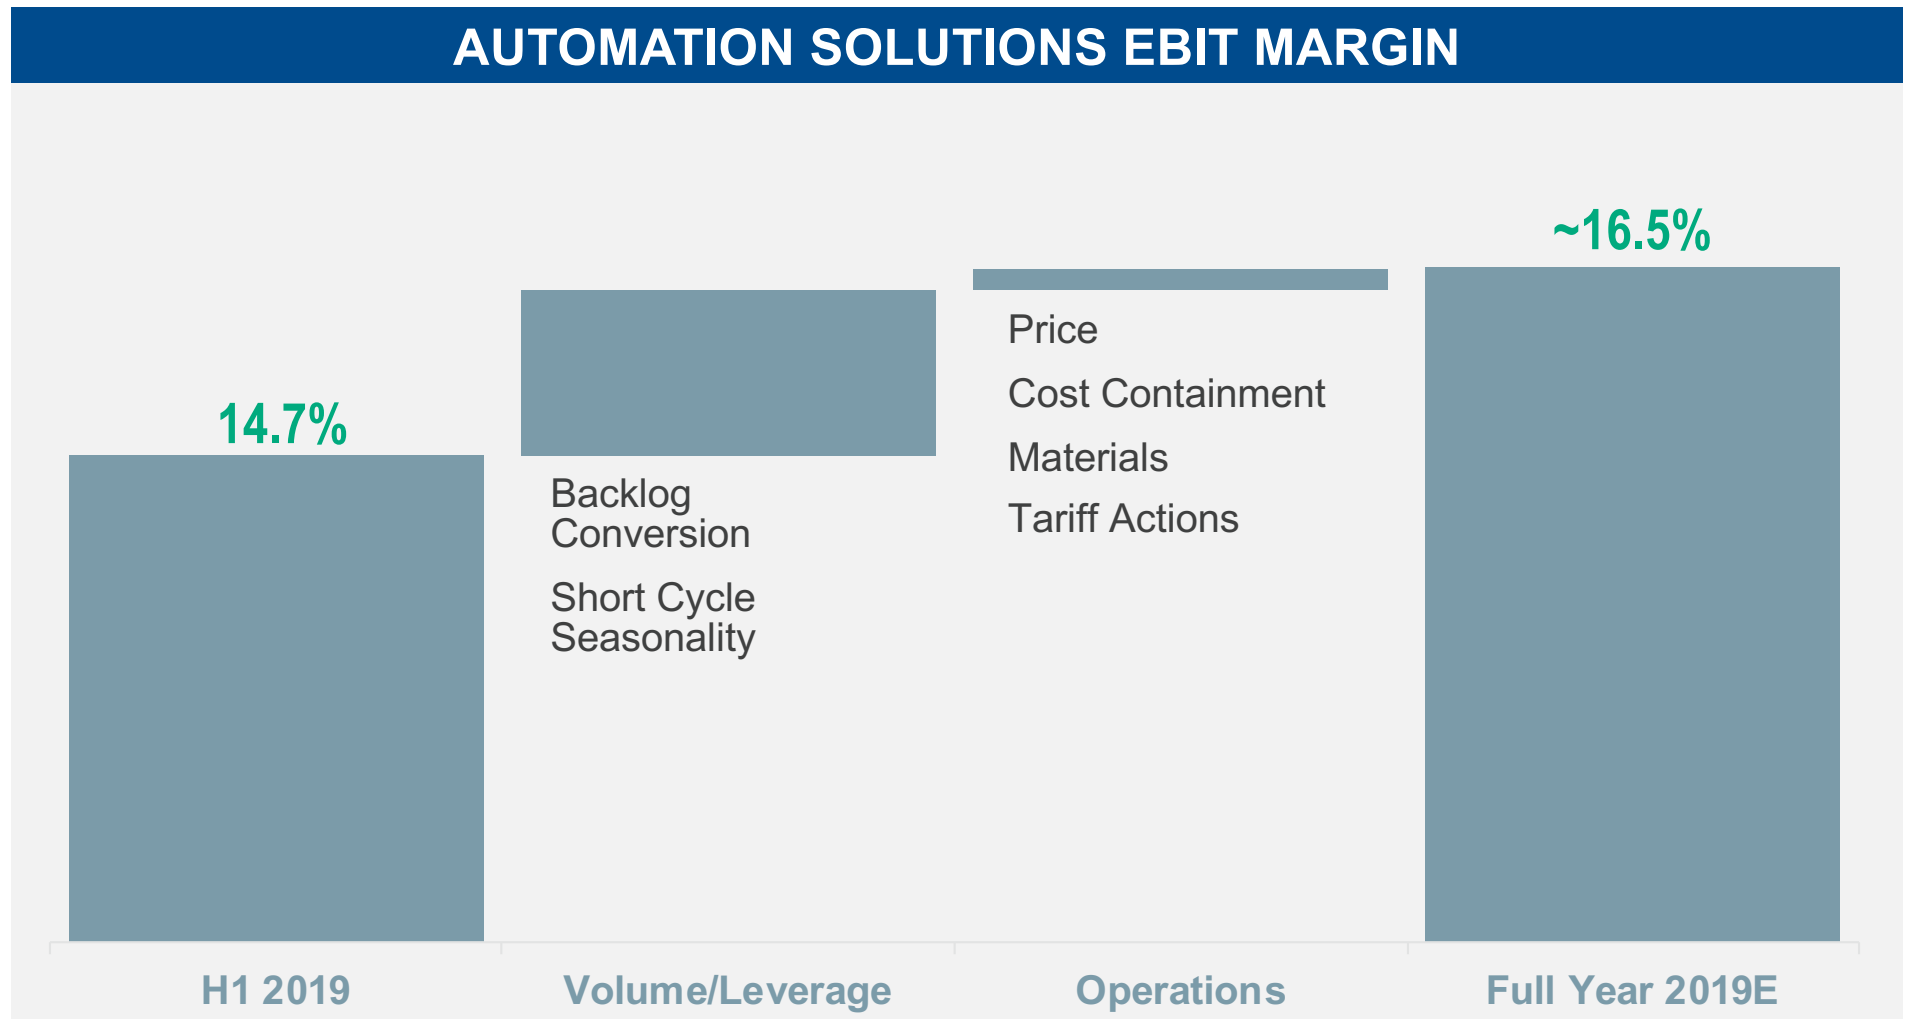 AUTOMATION SOLUTIONS EBIT MARGIN
~16.5%
14.7%
Price
Cost Containment
Materials
Tariff Actions
Backlog
Conversion
Short Cycle
Seasonality
H1 2019
Volume/Leverage
Operations
Full Year 2019E